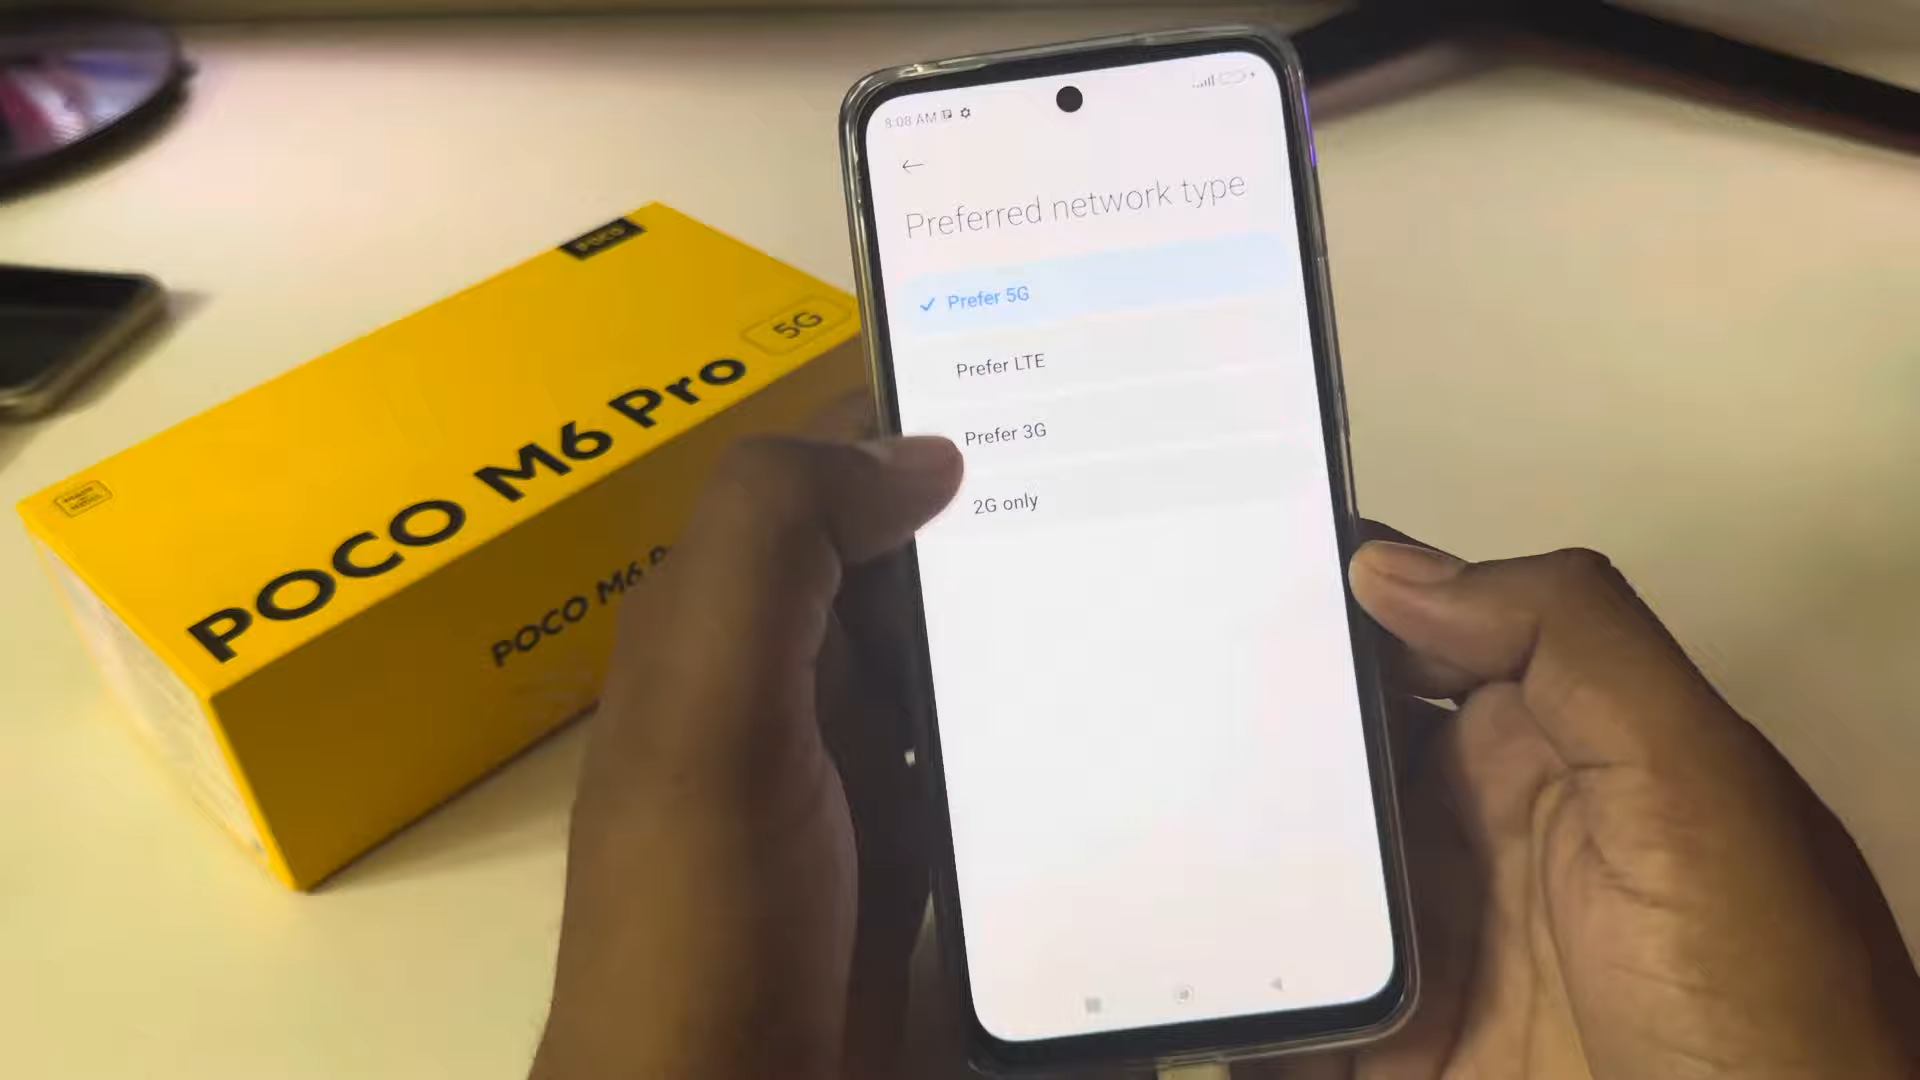 8:08 AM
Preferred network type
Prefer 5G
Prefer LTE
Prefer 3G
2G only
POCO
5G
POCO M6 Pro
POCO M6 P